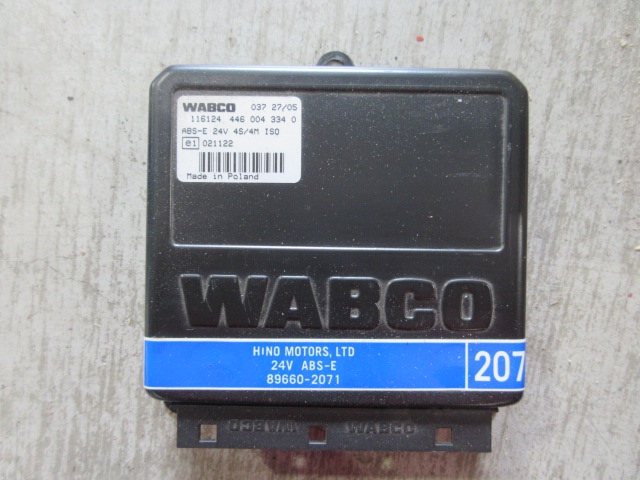 WABCO 037 27/05
116124 446 004 334 0
ABS-E 24V 4S/4M ISO
e1 021122
Made in Poland
WABCO
HINO MOTORS, LTD
24V ABS-E
89660-2071
207
WABCO WABCO